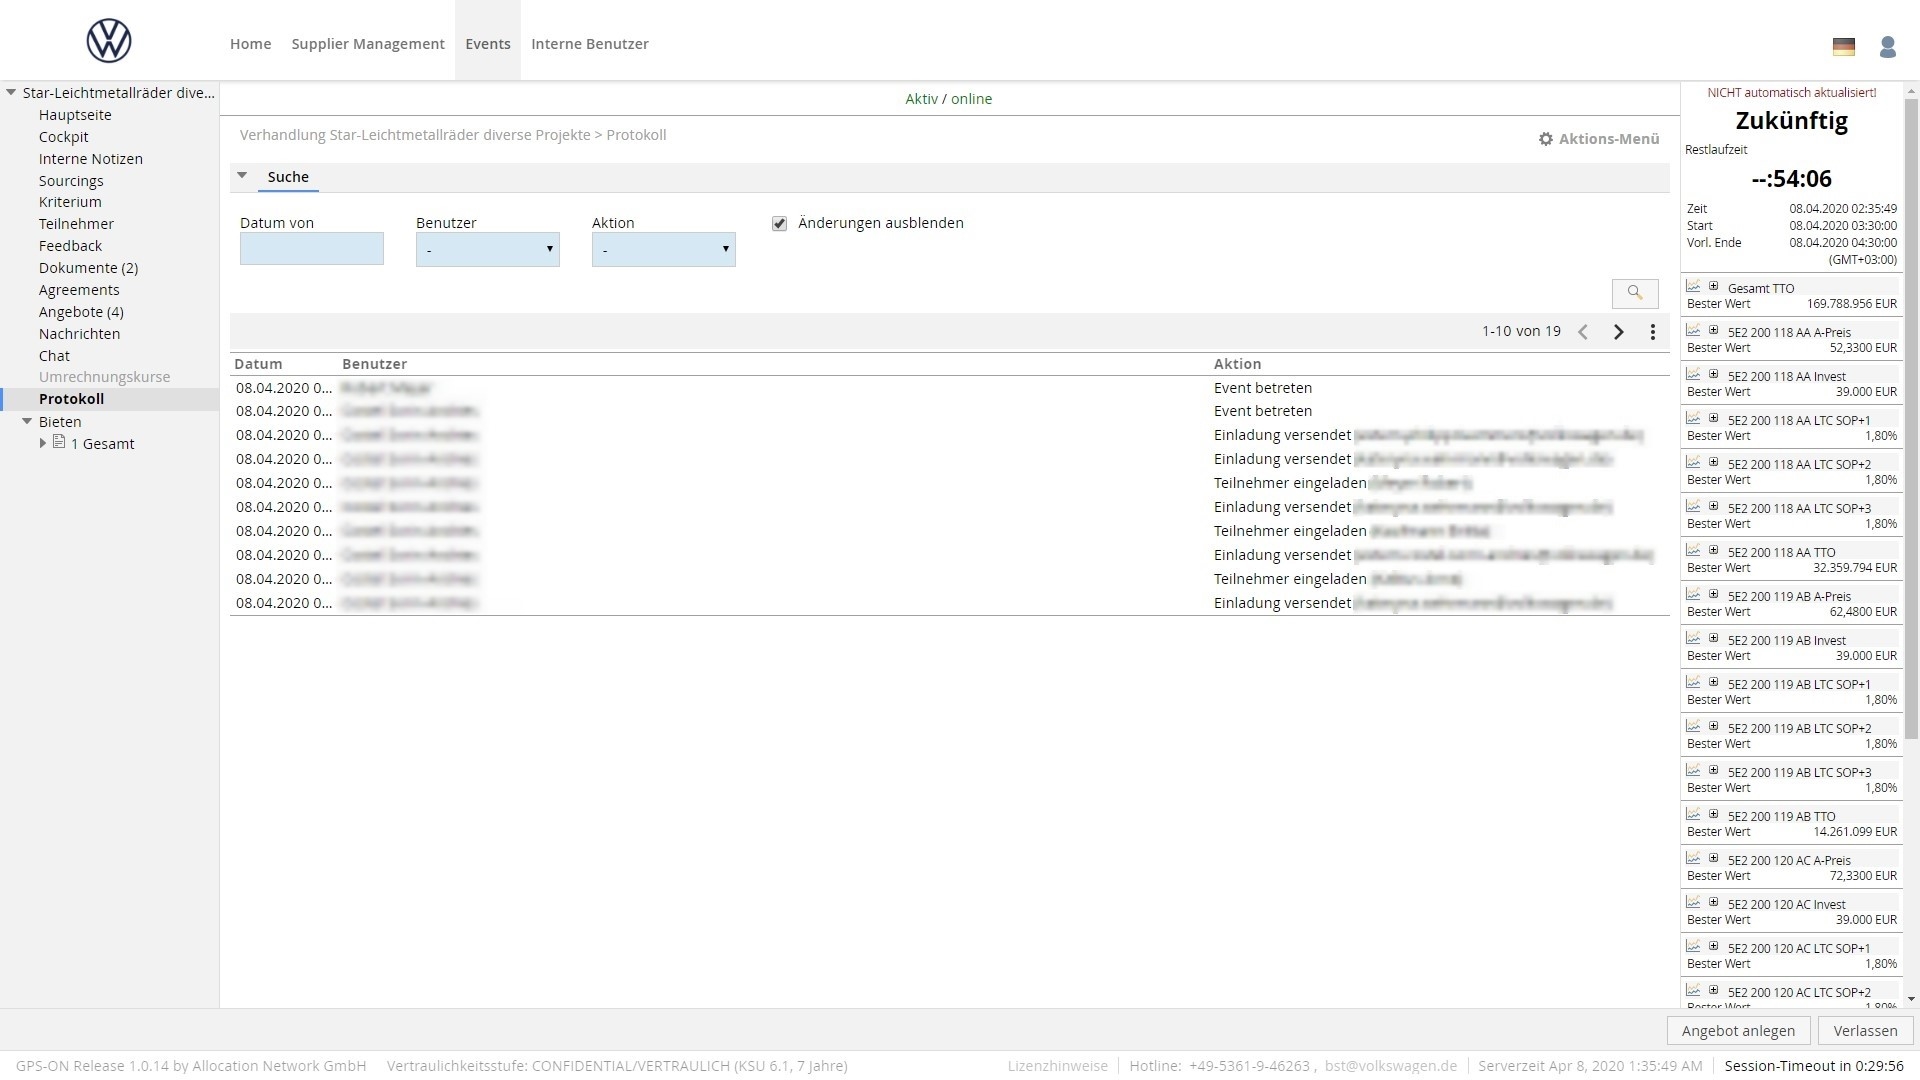 Home
Supplier Management
Events
Interne Benutzer
Star-Leichtmetallräder dive...
Hauptseite
Cockpit
Interne Notizen
Sourcings
Kriterium
Teilnehmer
Feedback
Dokumente (2)
Agreements
Angebote (4)
Nachrichten
Chat
Umrechnungskurse
Protokoll
Bieten
1 Gesamt
Aktiv / online
Verhandlung Star-Leichtmetallräder diverse Projekte > Protokoll
Aktions-Menü
Suche
Datum von
Benutzer
Aktion
Änderungen ausblenden
-
-
1-10 von 19
Datum Benutzer Aktion
08.04.2020 0... Event betreten
08.04.2020 0... Event betreten
08.04.2020 0... Einladung versendet
08.04.2020 0... Einladung versendet
08.04.2020 0... Teilnehmer eingeladen
08.04.2020 0... Einladung versendet
08.04.2020 0... Teilnehmer eingeladen
08.04.2020 0... Einladung versendet
08.04.2020 0... Teilnehmer eingeladen
08.04.2020 0... Einladung versendet
NICHT automatisch aktualisiert!
Zukünftig
Restlaufzeit
--:54:06
Zeit 08.04.2020 02:35:49
Start 08.04.2020 03:30:00
Vorl. Ende 08.04.2020 04:30:00
(GMT+03:00)
Gesamt TTO
Bester Wert 169.788.956 EUR
5E2 200 118 AA A-Preis
Bester Wert 52,3300 EUR
5E2 200 118 AA Invest
Bester Wert 39.000 EUR
5E2 200 118 AA LTC SOP+1
Bester Wert 1,80%
5E2 200 118 AA LTC SOP+2
Bester Wert 1,80%
5E2 200 118 AA LTC SOP+3
Bester Wert 1,80%
5E2 200 118 AA TTO
Bester Wert 32.359.794 EUR
5E2 200 119 AB A-Preis
Bester Wert 62,4800 EUR
5E2 200 119 AB Invest
Bester Wert 39.000 EUR
5E2 200 119 AB LTC SOP+1
Bester Wert 1,80%
5E2 200 119 AB LTC SOP+2
Bester Wert 1,80%
5E2 200 119 AB LTC SOP+3
Bester Wert 1,80%
5E2 200 119 AB TTO
Bester Wert 14.261.099 EUR
5E2 200 120 AC A-Preis
Bester Wert 72,3300 EUR
5E2 200 120 AC Invest
Bester Wert 39.000 EUR
5E2 200 120 AC LTC SOP+1
Bester Wert 1,80%
5E2 200 120 AC LTC SOP+2
Bester Wert 1,80%
Angebot anlegen
Verlassen
GPS-ON Release 1.0.14 by Allocation Network GmbH Vertraulichkeitsstufe: CONFIDENTIAL/VERTRAULICH (KSU 6.1, 7 Jahre) Lizenzhinweise Hotline: +49-5361-9-46263 , bst@volkswagen.de Serverzeit Apr 8, 2020 1:35:49 AM Session-Timeout in 0:29:56